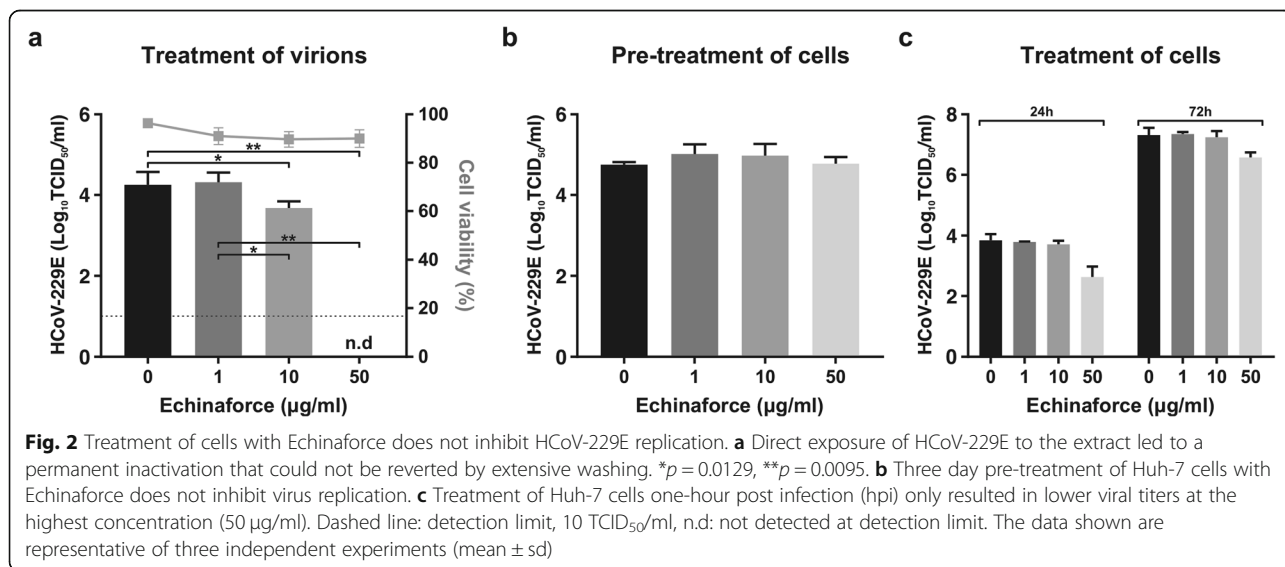 a
Treatment of virions
HCoV-229E (Log₁₀TCID₅₀/ml)
6
4
2
0
100
80
60
40
20
0
Cell viability (%)
**
*
**
*
n.d
0 1 10 50
Echinaforce (µg/ml)
b
Pre-treatment of cells
HCoV-229E (Log₁₀TCID₅₀/ml)
6
4
2
0
0 1 10 50
Echinaforce (µg/ml)
c
Treatment of cells
HCoV-229E (Log₁₀TCID₅₀/ml)
8
6
4
2
0
24h 72h
0 1 10 50 0 1 10 50
Echinaforce (µg/ml)
Fig. 2 Treatment of cells with Echinaforce does not inhibit HCoV-229E replication. a Direct exposure of HCoV-229E to the extract led to a
permanent inactivation that could not be reverted by extensive washing. *p = 0.0129, **p = 0.0095. b Three day pre-treatment of Huh-7 cells with
Echinaforce does not inhibit virus replication. c Treatment of Huh-7 cells one-hour post infection (hpi) only resulted in lower viral titers at the
highest concentration (50 µg/ml). Dashed line: detection limit, 10 TCID₅₀/ml, n.d: not detected at detection limit. The data shown are
representative of three independent experiments (mean ± sd)